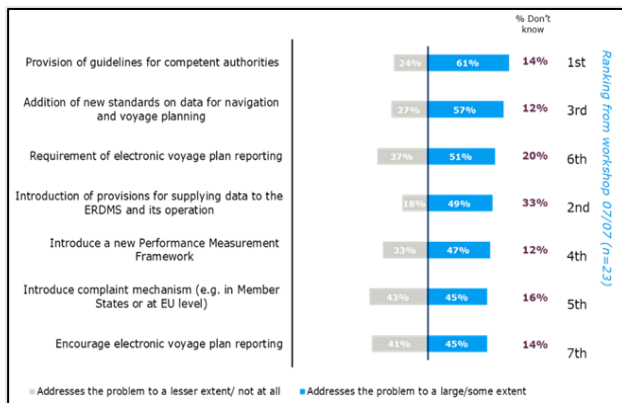 % Don't
know
Provision of guidelines for competent authorities
24%
61%
14%
1st
Addition of new standards on data for navigation
and voyage planning
27%
57%
12%
3rd
Requirement of electronic voyage plan reporting
37%
51%
20%
6th
Introduction of provisions for supplying data to the
ERDMS and its operation
18%
49%
33%
2nd
Introduce a new Performance Measurement
Framework
33%
47%
12%
4th
Introduce complaint mechanism (e.g. in Member
States or at EU level)
43%
45%
16%
5th
Encourage electronic voyage plan reporting
41%
45%
14%
7th
Ranking from workshop 07/07 (n=23)
Addresses the problem to a lesser extent/ not at all
Addresses the problem to a large/some extent